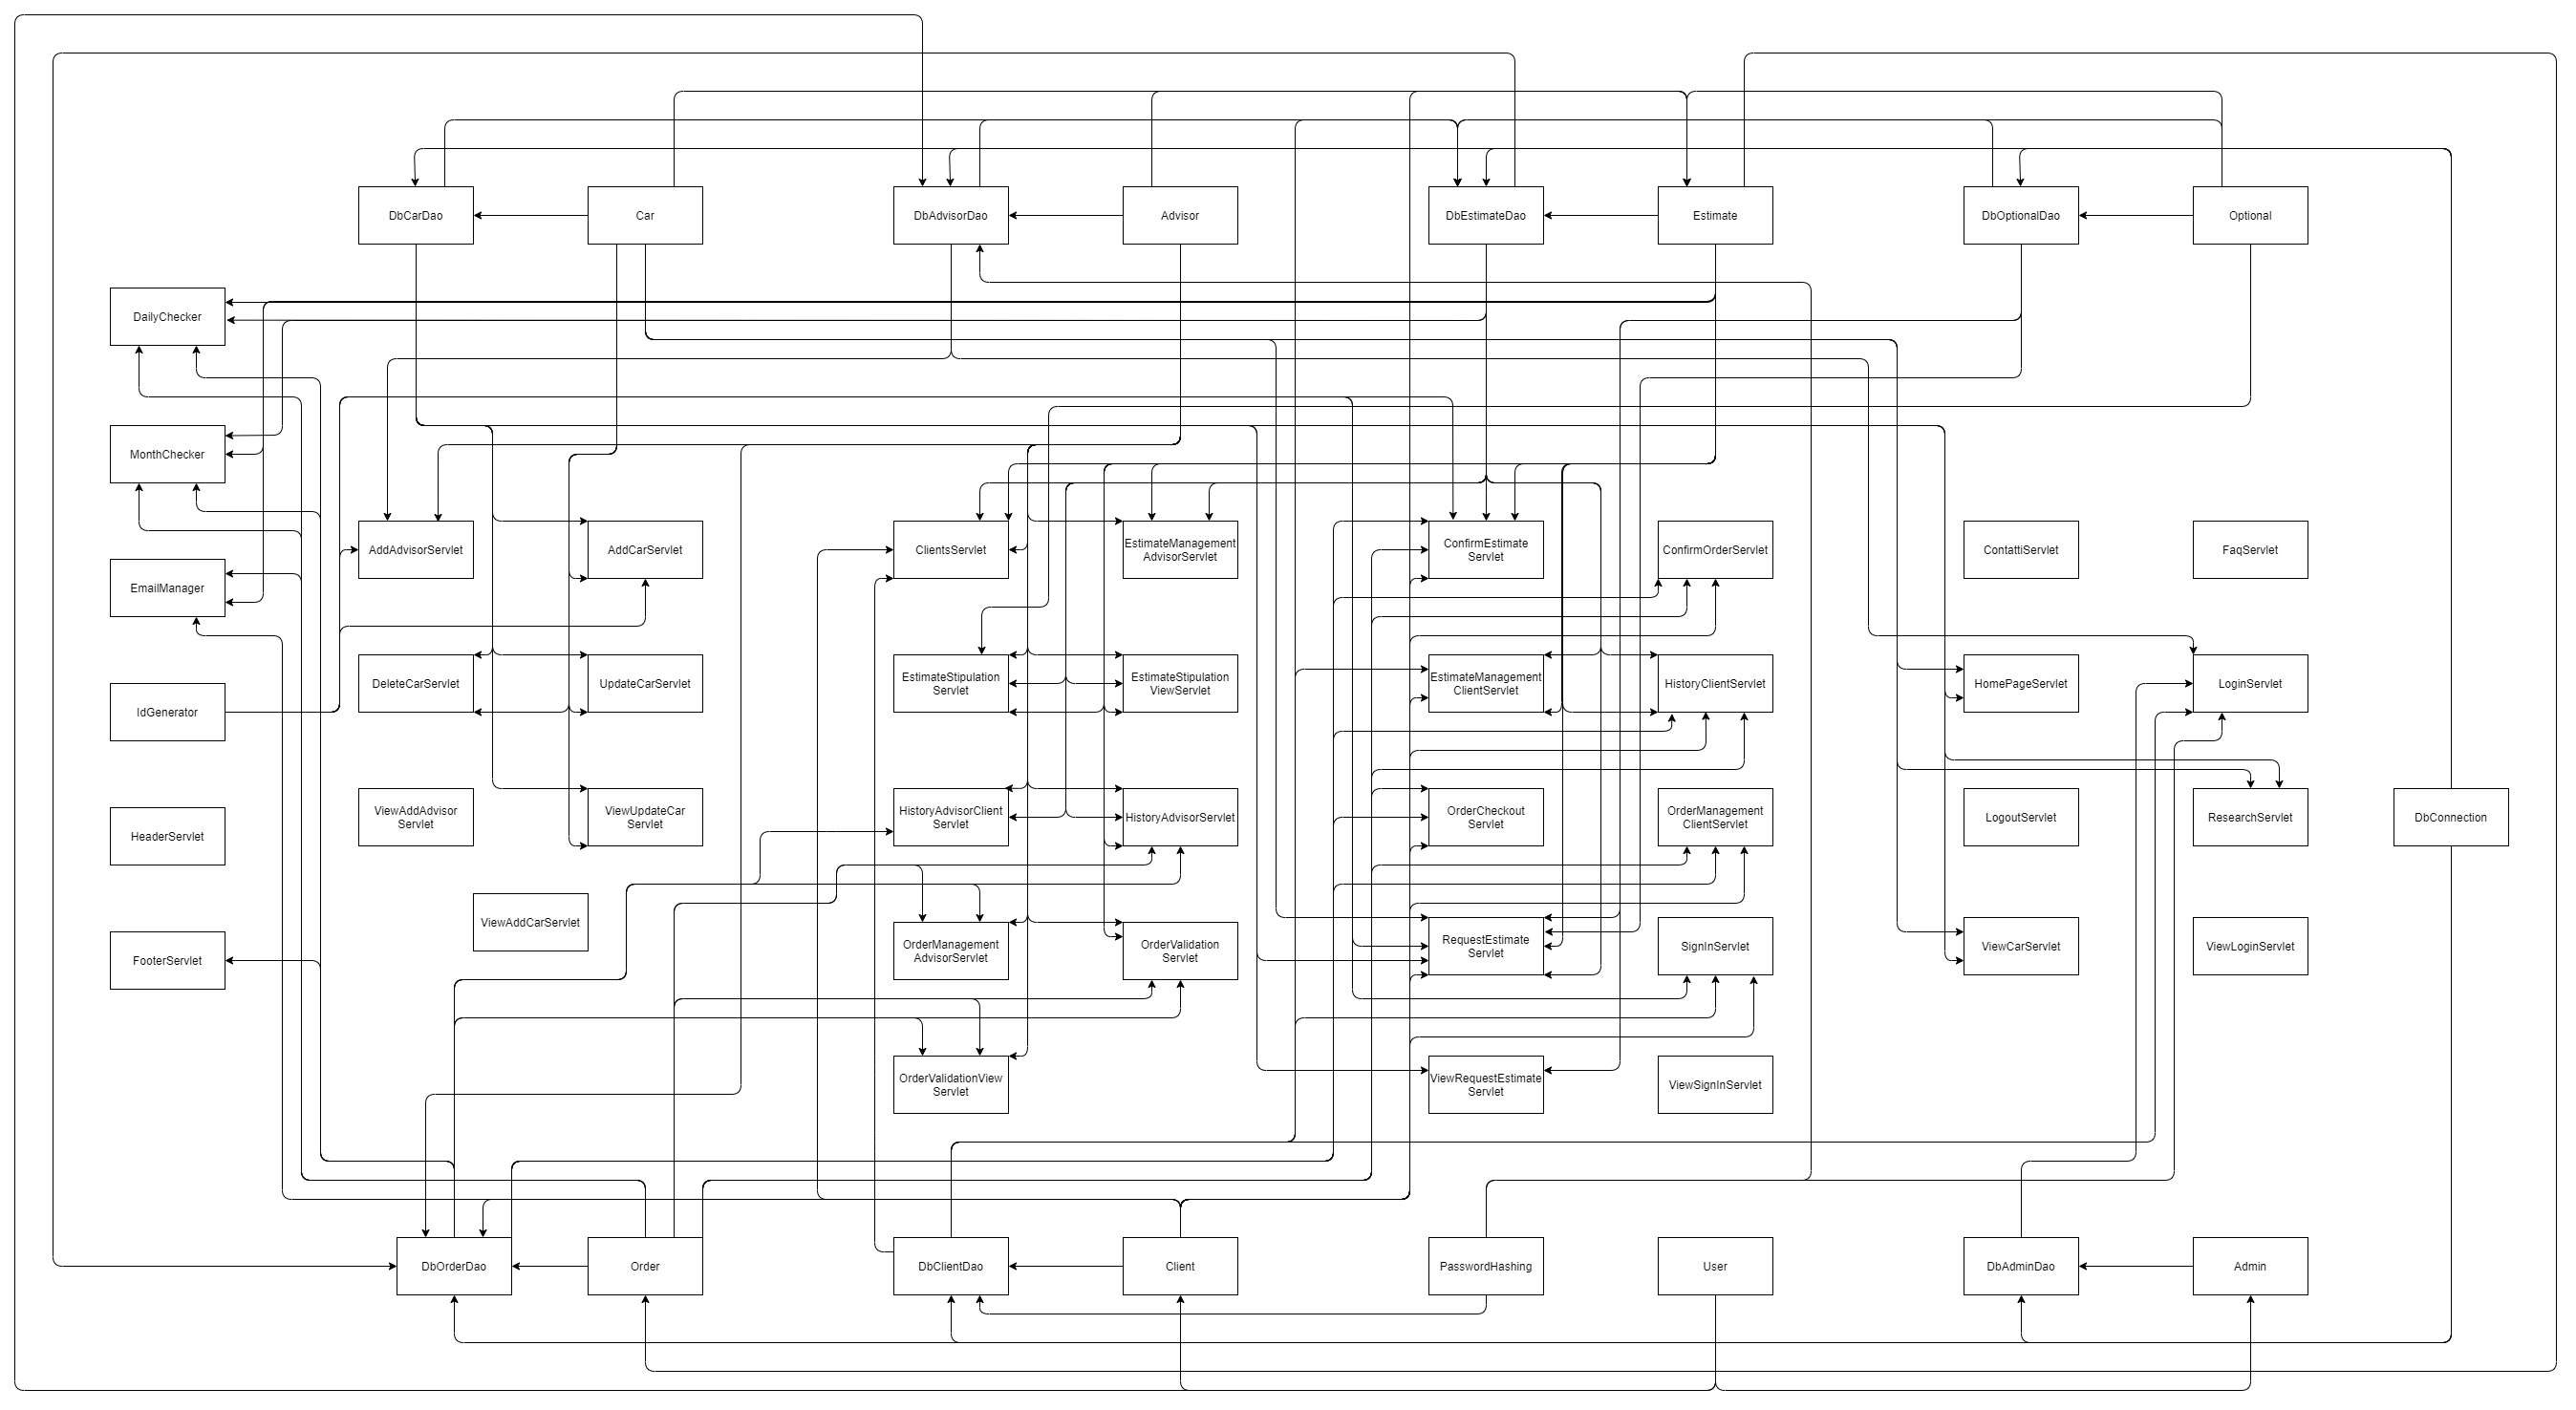 DbCarDao
Car
DbAdvisorDao
Advisor
DbEstimateDao
Estimate
DbOptionalDao
Optional
DailyChecker
MonthChecker
AddAdvisorServlet
AddCarServlet
ClientsServlet
EstimateManagement
AdvisorServlet
ConfirmEstimate
Servlet
ConfirmOrderServlet
ContattiServlet
FaqServlet
EmailManager
DeleteCarServlet
UpdateCarServlet
EstimateStipulation
Servlet
EstimateStipulation
ViewServlet
EstimateManagement
ClientServlet
HistoryClientServlet
HomePageServlet
LoginServlet
IdGenerator
ViewAddAdvisor
Servlet
ViewUpdateCar
Servlet
HistoryAdvisorClient
Servlet
HistoryAdvisorServlet
OrderCheckout
Servlet
OrderManagement
ClientServlet
LogoutServlet
ResearchServlet
DbConnection
HeaderServlet
ViewAddCarServlet
OrderManagement
AdvisorServlet
OrderValidation
Servlet
RequestEstimate
Servlet
SignInServlet
ViewCarServlet
ViewLoginServlet
FooterServlet
OrderValidationView
Servlet
ViewRequestEstimate
Servlet
ViewSignInServlet
DbOrderDao
Order
DbClientDao
Client
PasswordHashing
User
DbAdminDao
Admin